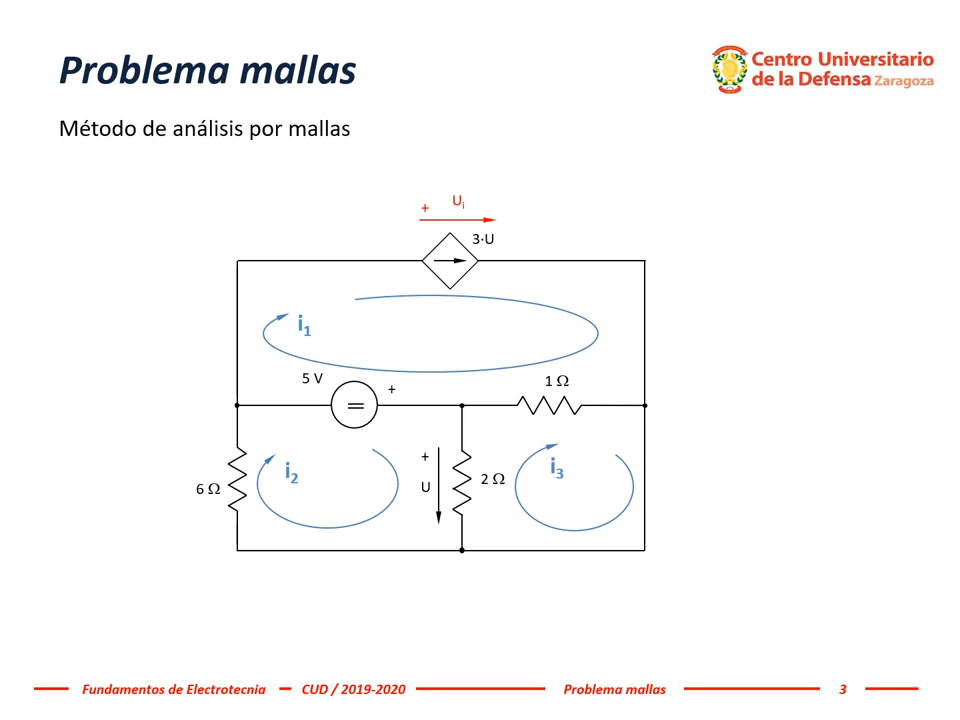 Problema mallas
Centro Universitario
de la Defensa Zaragoza
Método de análisis por mallas
+ Uᵢ
3·U
i₁
5 V
+
1 Ω
i₂
+
U
2 Ω
i₃
6 Ω
Fundamentos de Electrotecnia CUD / 2019-2020 Problema mallas 3